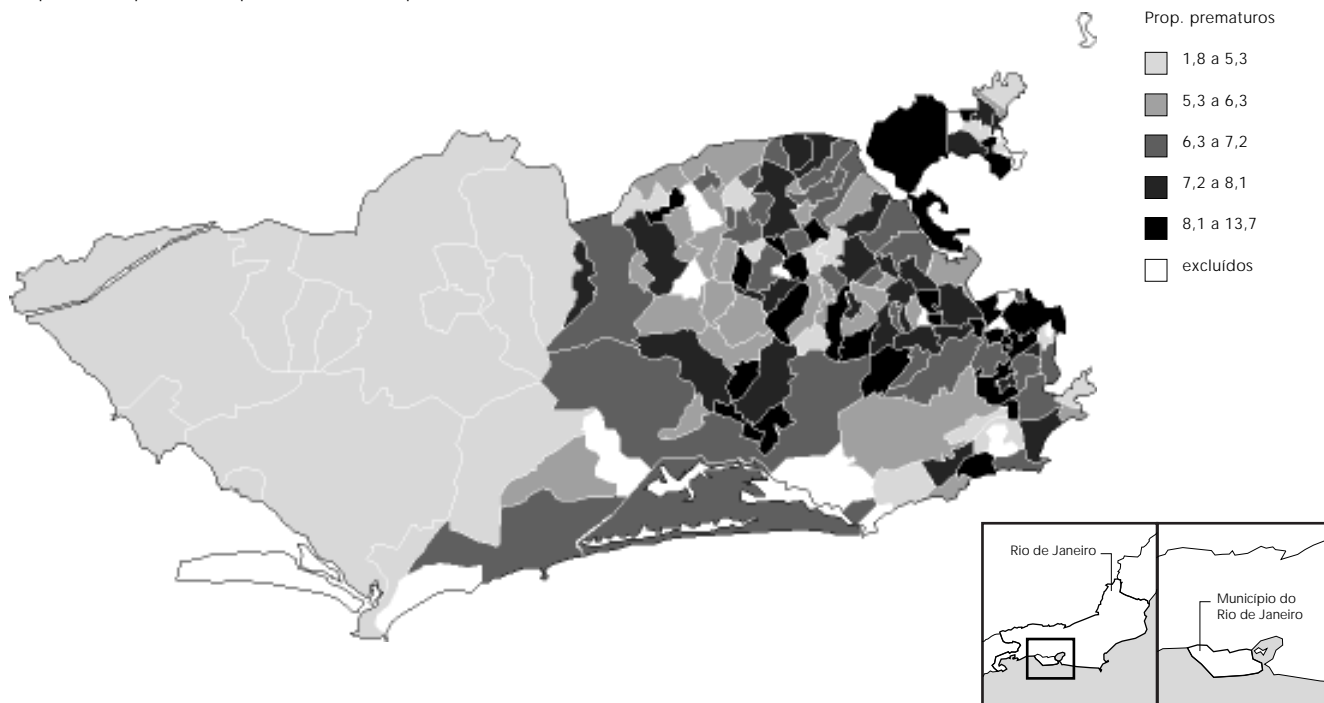 Prop. prematuros
1,8 a 5,3
5,3 a 6,3
6,3 a 7,2
7,2 a 8,1
8,1 a 13,7
excluídos
Rio de Janeiro
Município do
Rio de Janeiro